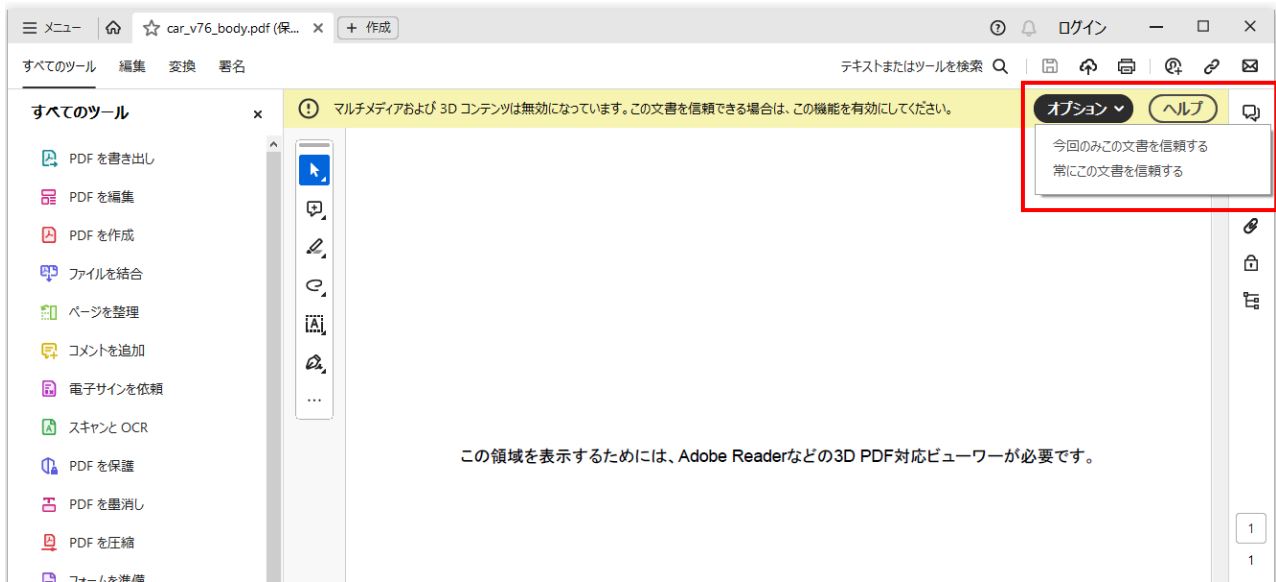 メニュー
car_v76_body.pdf (保...
+ 作成
ログイン
すべてのツール 編集 変換 署名
テキストまたはツールを検索
すべてのツール
マルチメディアおよび 3D コンテンツは無効になっています。この文書を信頼できる場合は、この機能を有効にしてください。
オプション
ヘルプ
今回のみこの文書を信頼する
常にこの文書を信頼する
PDF を書き出し
PDF を編集
PDF を作成
ファイルを結合
ページを整理
コメントを追加
電子サインを依頼
スキャンと OCR
PDF を保護
PDF を墨消し
PDF を圧縮
フォームを準備
この領域を表示するためには、Adobe Readerなどの3D PDF対応ビューワーが必要です。
1
1